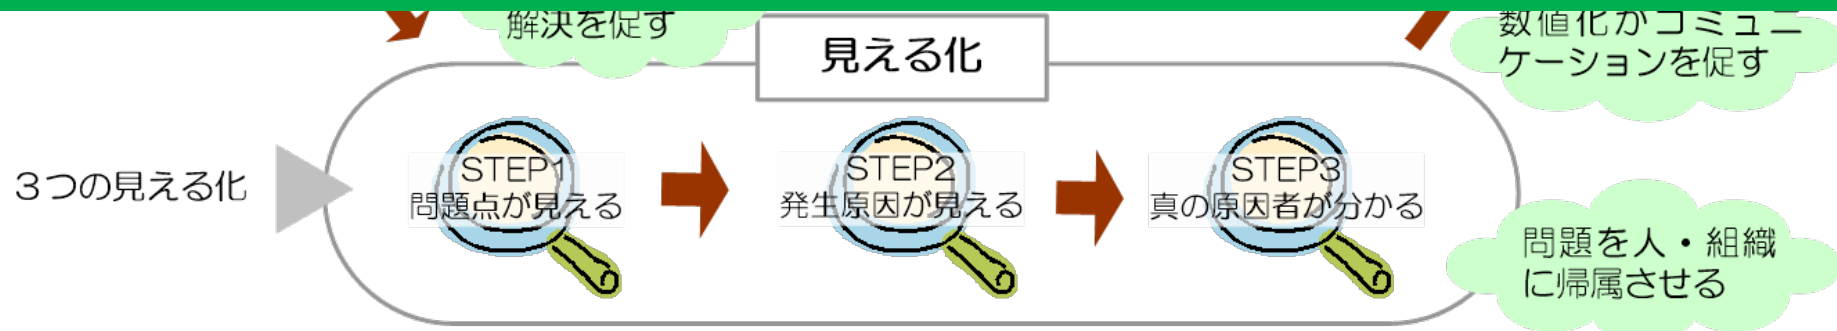 解決を促す
見える化
数値化がコミュニ
ケーションを促す
3つの見える化
STEP1
問題点が見える
STEP2
発生原因が見える
STEP3
真の原因者が分かる
問題を人・組織
に帰属させる